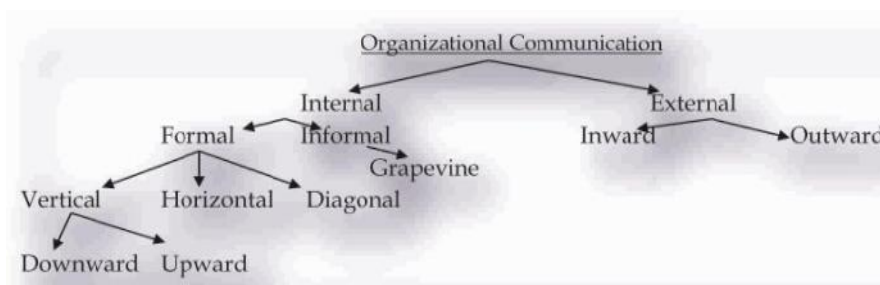 Organizational Communication
Internal External
Formal Informal Inward Outward
Grapevine
Vertical Horizontal Diagonal
Downward Upward